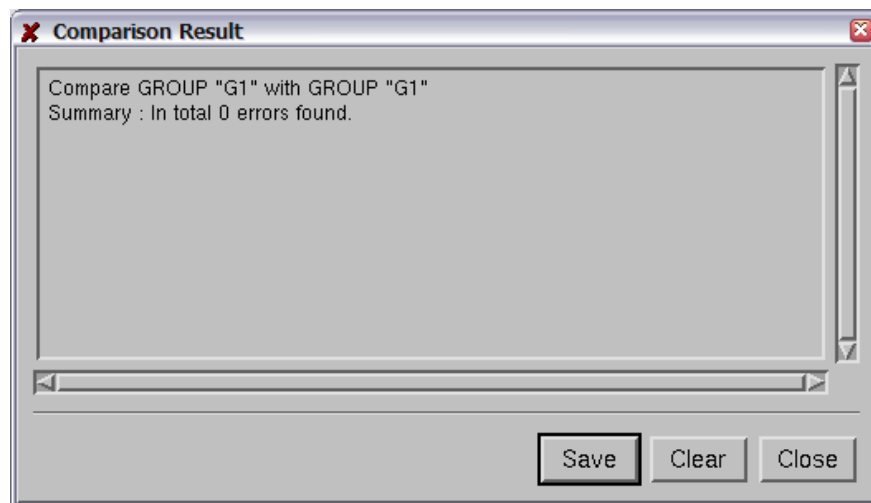 Comparison Result
Compare GROUP "G1" with GROUP "G1"
Summary : In total 0 errors found.
Save Clear Close